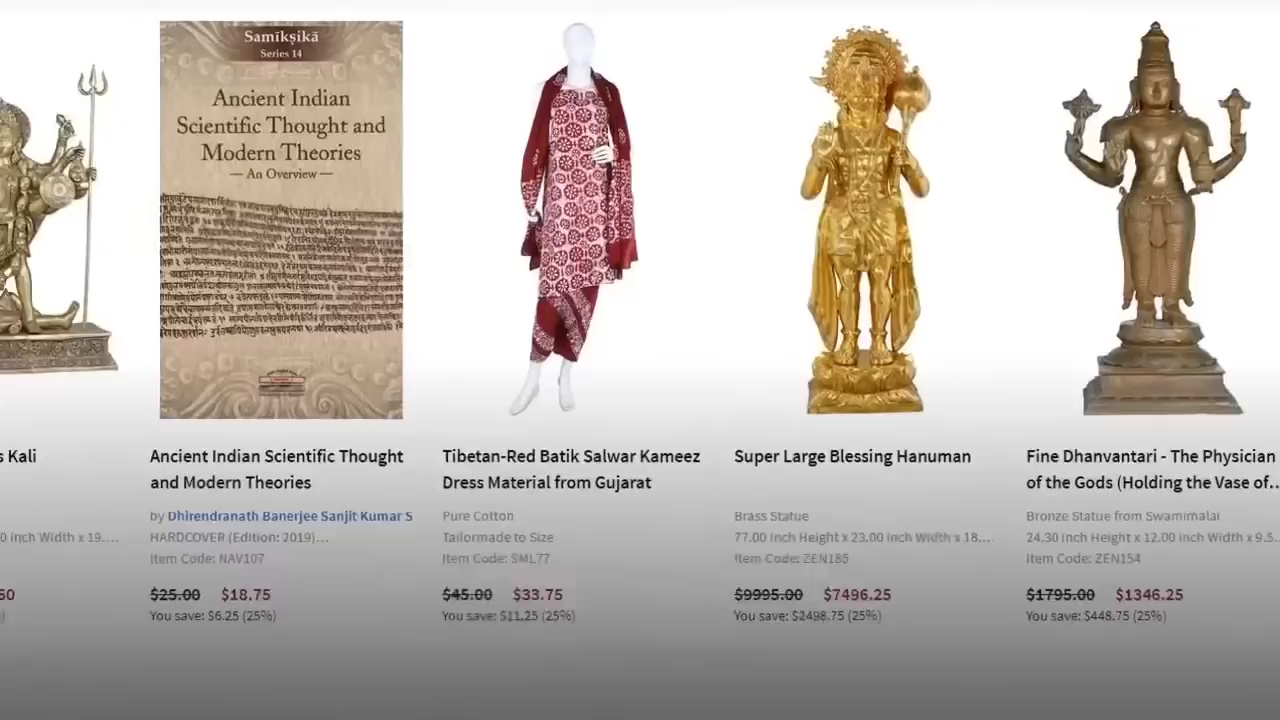 Samīkṣikā
Series 14
Ancient Indian
Scientific Thought and
Modern Theories
— An Overview —
s Kali
0 inch Width x 19....
50
)
Ancient Indian Scientific Thought
and Modern Theories
by Dhirendranath Banerjee Sanjit Kumar S
HARDCOVER (Edition: 2019)...
Item Code: NAV107
$25.00 $18.75
You save: $6.25 (25%)
Tibetan-Red Batik Salwar Kameez
Dress Material from Gujarat
Pure Cotton
Tailormade to Size
Item Code: SML77
$45.00 $33.75
You save: $11.25 (25%)
Super Large Blessing Hanuman
Brass Statue
77.00 inch Height x 23.00 inch Width x 18....
Item Code: ZEN185
$9995.00 $7496.25
You save: $2498.75 (25%)
Fine Dhanvantari - The Physician
of the Gods (Holding the Vase of...
Bronze Statue from Swamimalai
24.30 inch Height x 12.00 inch Width x 9.5...
Item Code: ZEN154
$1795.00 $1346.25
You save: $448.75 (25%)